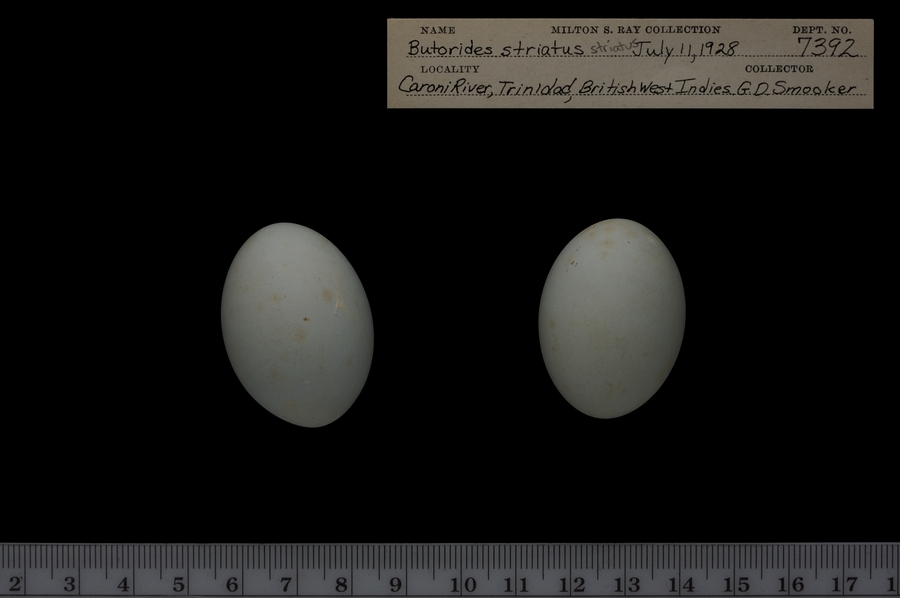 NAME MILTON S. RAY COLLECTION DEPT. NO.
Butorides striatus striatus July 11, 1928 7392
LOCALITY COLLECTOR
Caroni River, Trinidad, British West Indies G. D. Smooker
2 3 4 5 6 7 8 9 10 11 12 13 14 15 16 17 1